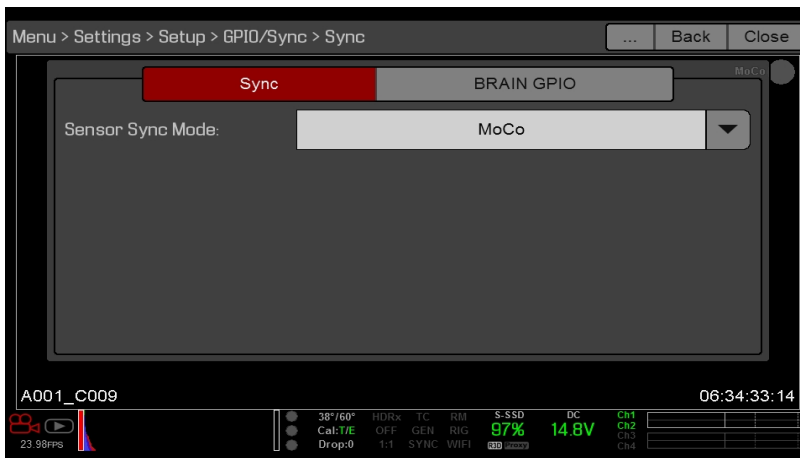 Menu > Settings > Setup > GPIO/Sync > Sync ... Back Close
MoCo
Sync BRAIN GPIO
Sensor Sync Mode: MoCo
A001_C009 06:34:33:14
38°/60° HDRx TC RM S-SSD DC Ch1
Cal:T/E OFF GEN RIG 97% 14.8V Ch2
Ch3
23.98FPS Drop:0 1:1 SYNC WIFI R3D Proxy Ch4